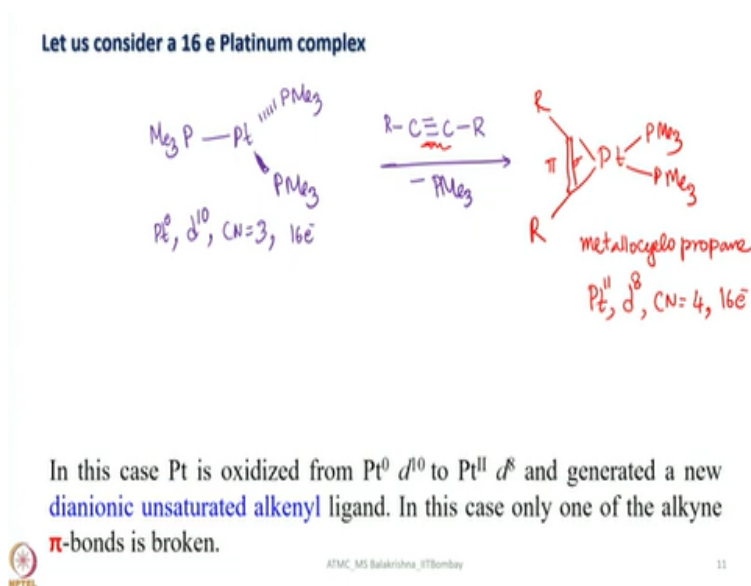 Let us consider a 16 e Platinum complex
Me₃P—Pt PMe₃ PMe₃
R-C≡C-R
- PMe₃
R R π Pt PMe₃ PMe₃
Pt⁰, d¹⁰, CN=3, 16e⁻
metallocyclo propane
Ptᴵᴵ, d⁸, CN= 4, 16e⁻
In this case Pt is oxidized from Pt⁰ d¹⁰ to Ptᴵᴵ d⁸ and generated a new
dianionic unsaturated alkenyl ligand. In this case only one of the alkyne
π-bonds is broken.
ATMC_MS Balakrishna_IITBombay
11
NPTEL